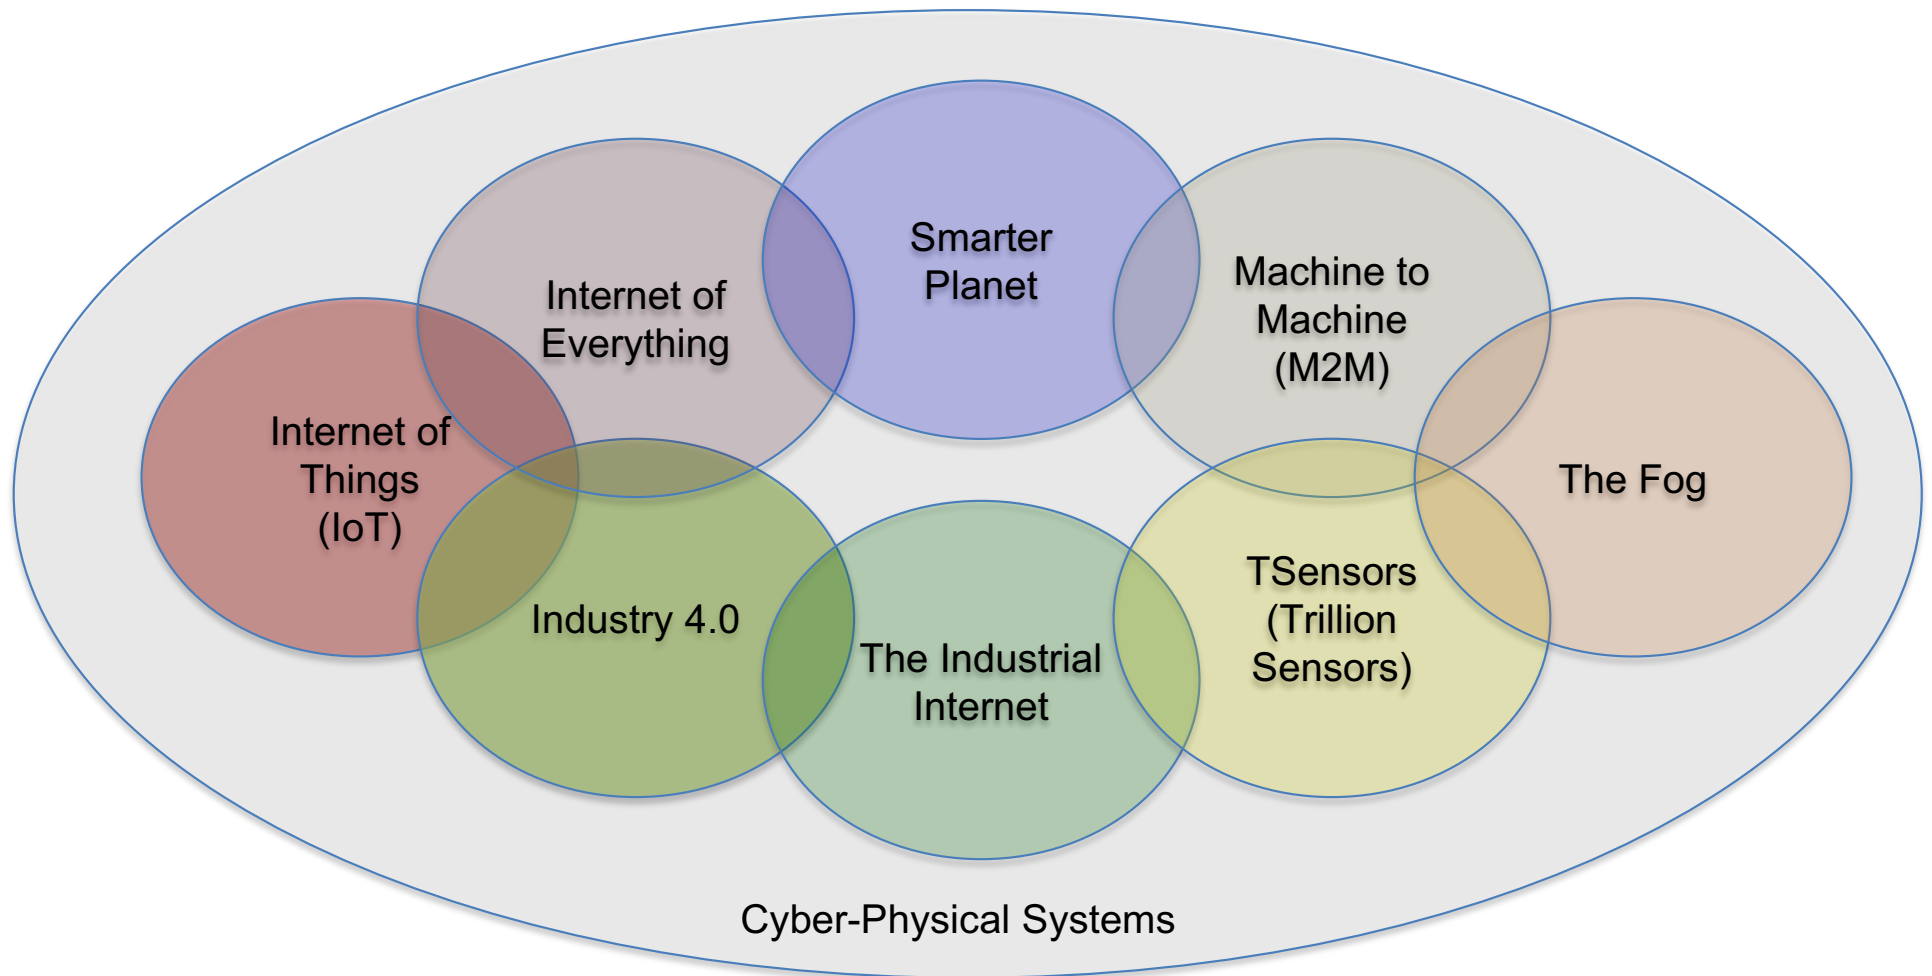 Smarter
Planet
Internet of
Everything
Machine to
Machine
(M2M)
Internet of
Things
(IoT)
The Fog
Industry 4.0
The Industrial
Internet
TSensors
(Trillion
Sensors)
Cyber-Physical Systems